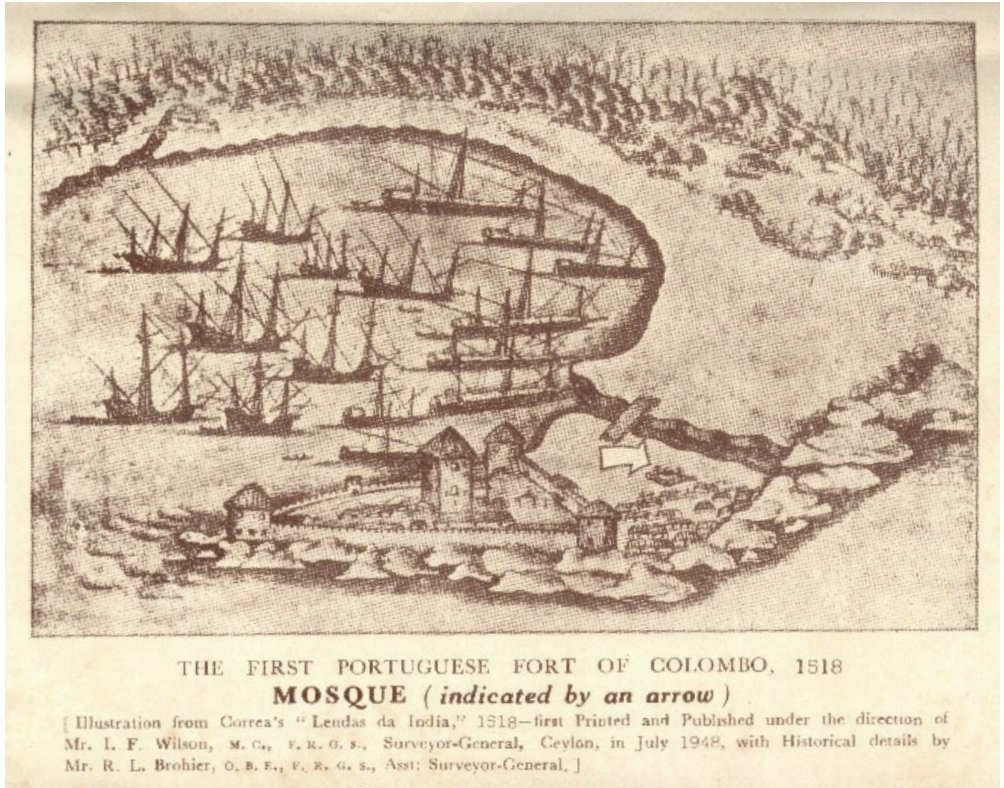 THE FIRST PORTUGUESE FORT OF COLOMBO, 1518
MOSQUE (indicated by an arrow)
[ Illustration from Correa's "Lendas da India," 1518—first Printed and Published under the direction of
Mr. I. F. Wilson, M. C., F. R. G. S., Surveyor-General, Ceylon, in July 1948, with Historical details by
Mr. R. L. Brohier, O. B. E., F. R. G. S., Asst: Surveyor-General. ]